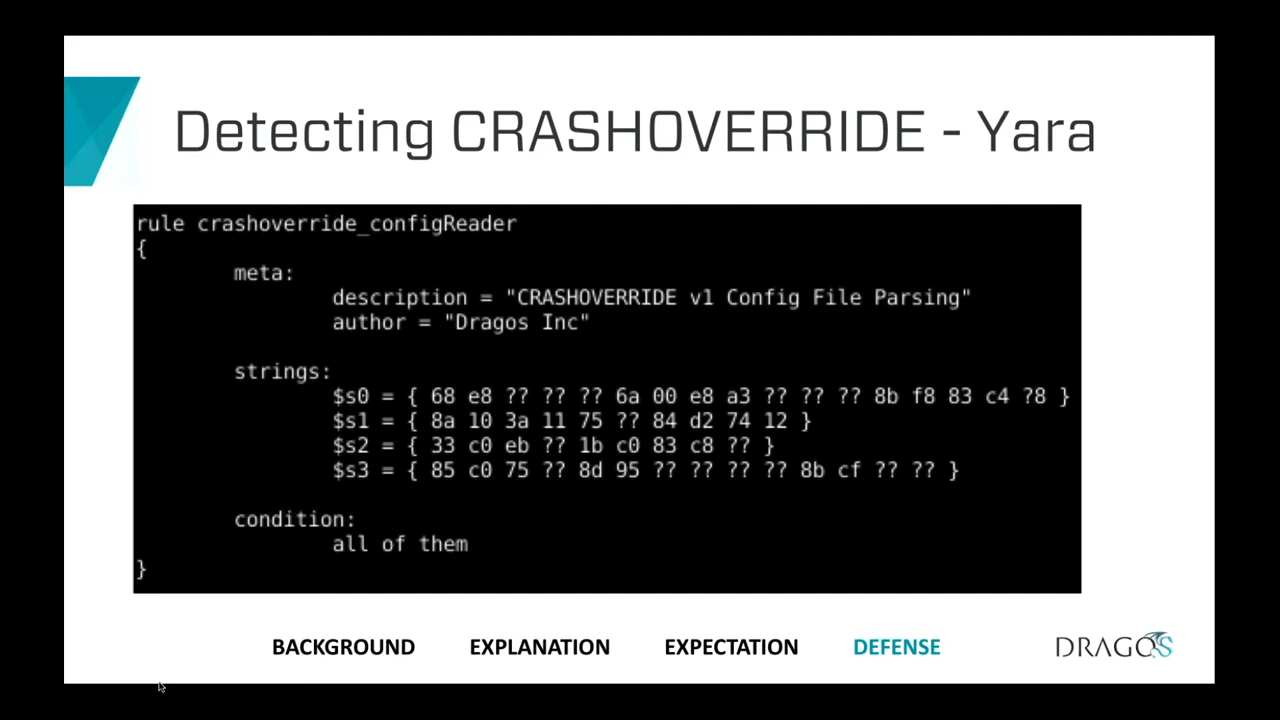 Detecting CRASHOVERRIDE - Yara
rule crashoverride_configReader
{
meta:
description = "CRASHOVERRIDE v1 Config File Parsing"
author = "Dragos Inc"
strings:
$s0 = { 68 e8 ?? ?? ?? 6a 00 e8 a3 ?? ?? ?? 8b f8 83 c4 ?8 }
$s1 = { 8a 10 3a 11 75 ?? 84 d2 74 12 }
$s2 = { 33 c0 eb ?? 1b c0 83 c8 ?? }
$s3 = { 85 c0 75 ?? 8d 95 ?? ?? ?? ?? 8b cf ?? ?? }
condition:
all of them
}
BACKGROUND EXPLANATION EXPECTATION DEFENSE DRAGOS